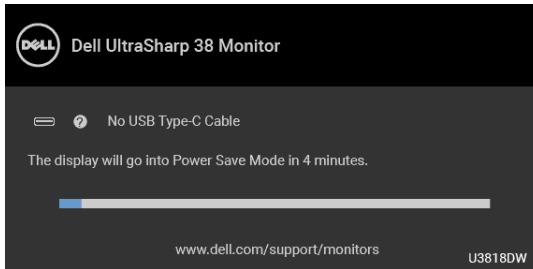 DELL
Dell UltraSharp 38 Monitor
? No USB Type-C Cable
The display will go into Power Save Mode in 4 minutes.
www.dell.com/support/monitors
U3818DW